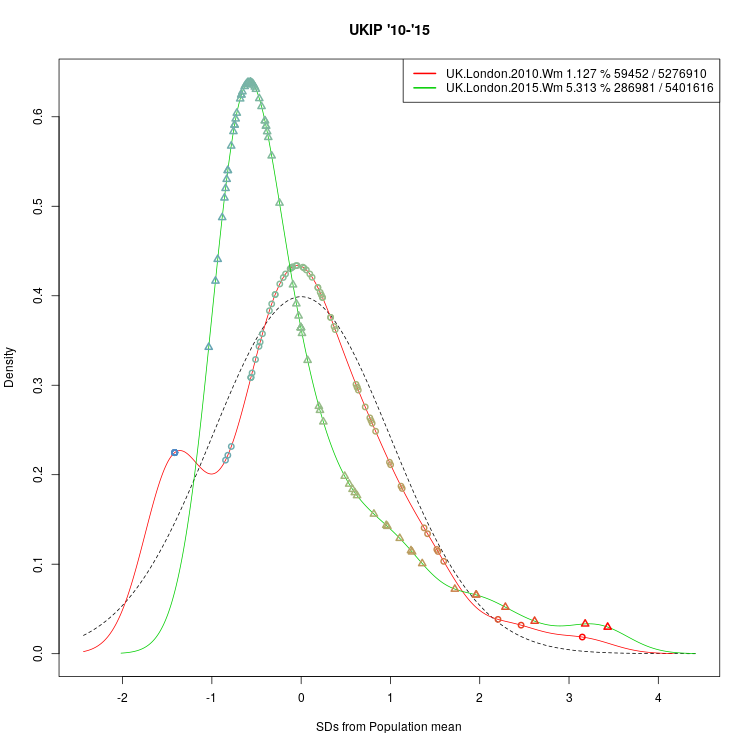 UKIP '10-'15
UK.London.2010.Wm 1.127 % 59452 / 5276910
UK.London.2015.Wm 5.313 % 286981 / 5401616
Density
0.6
0.5
0.4
0.3
0.2
0.1
0.0
-2 -1 0 1 2 3 4
SDs from Population mean